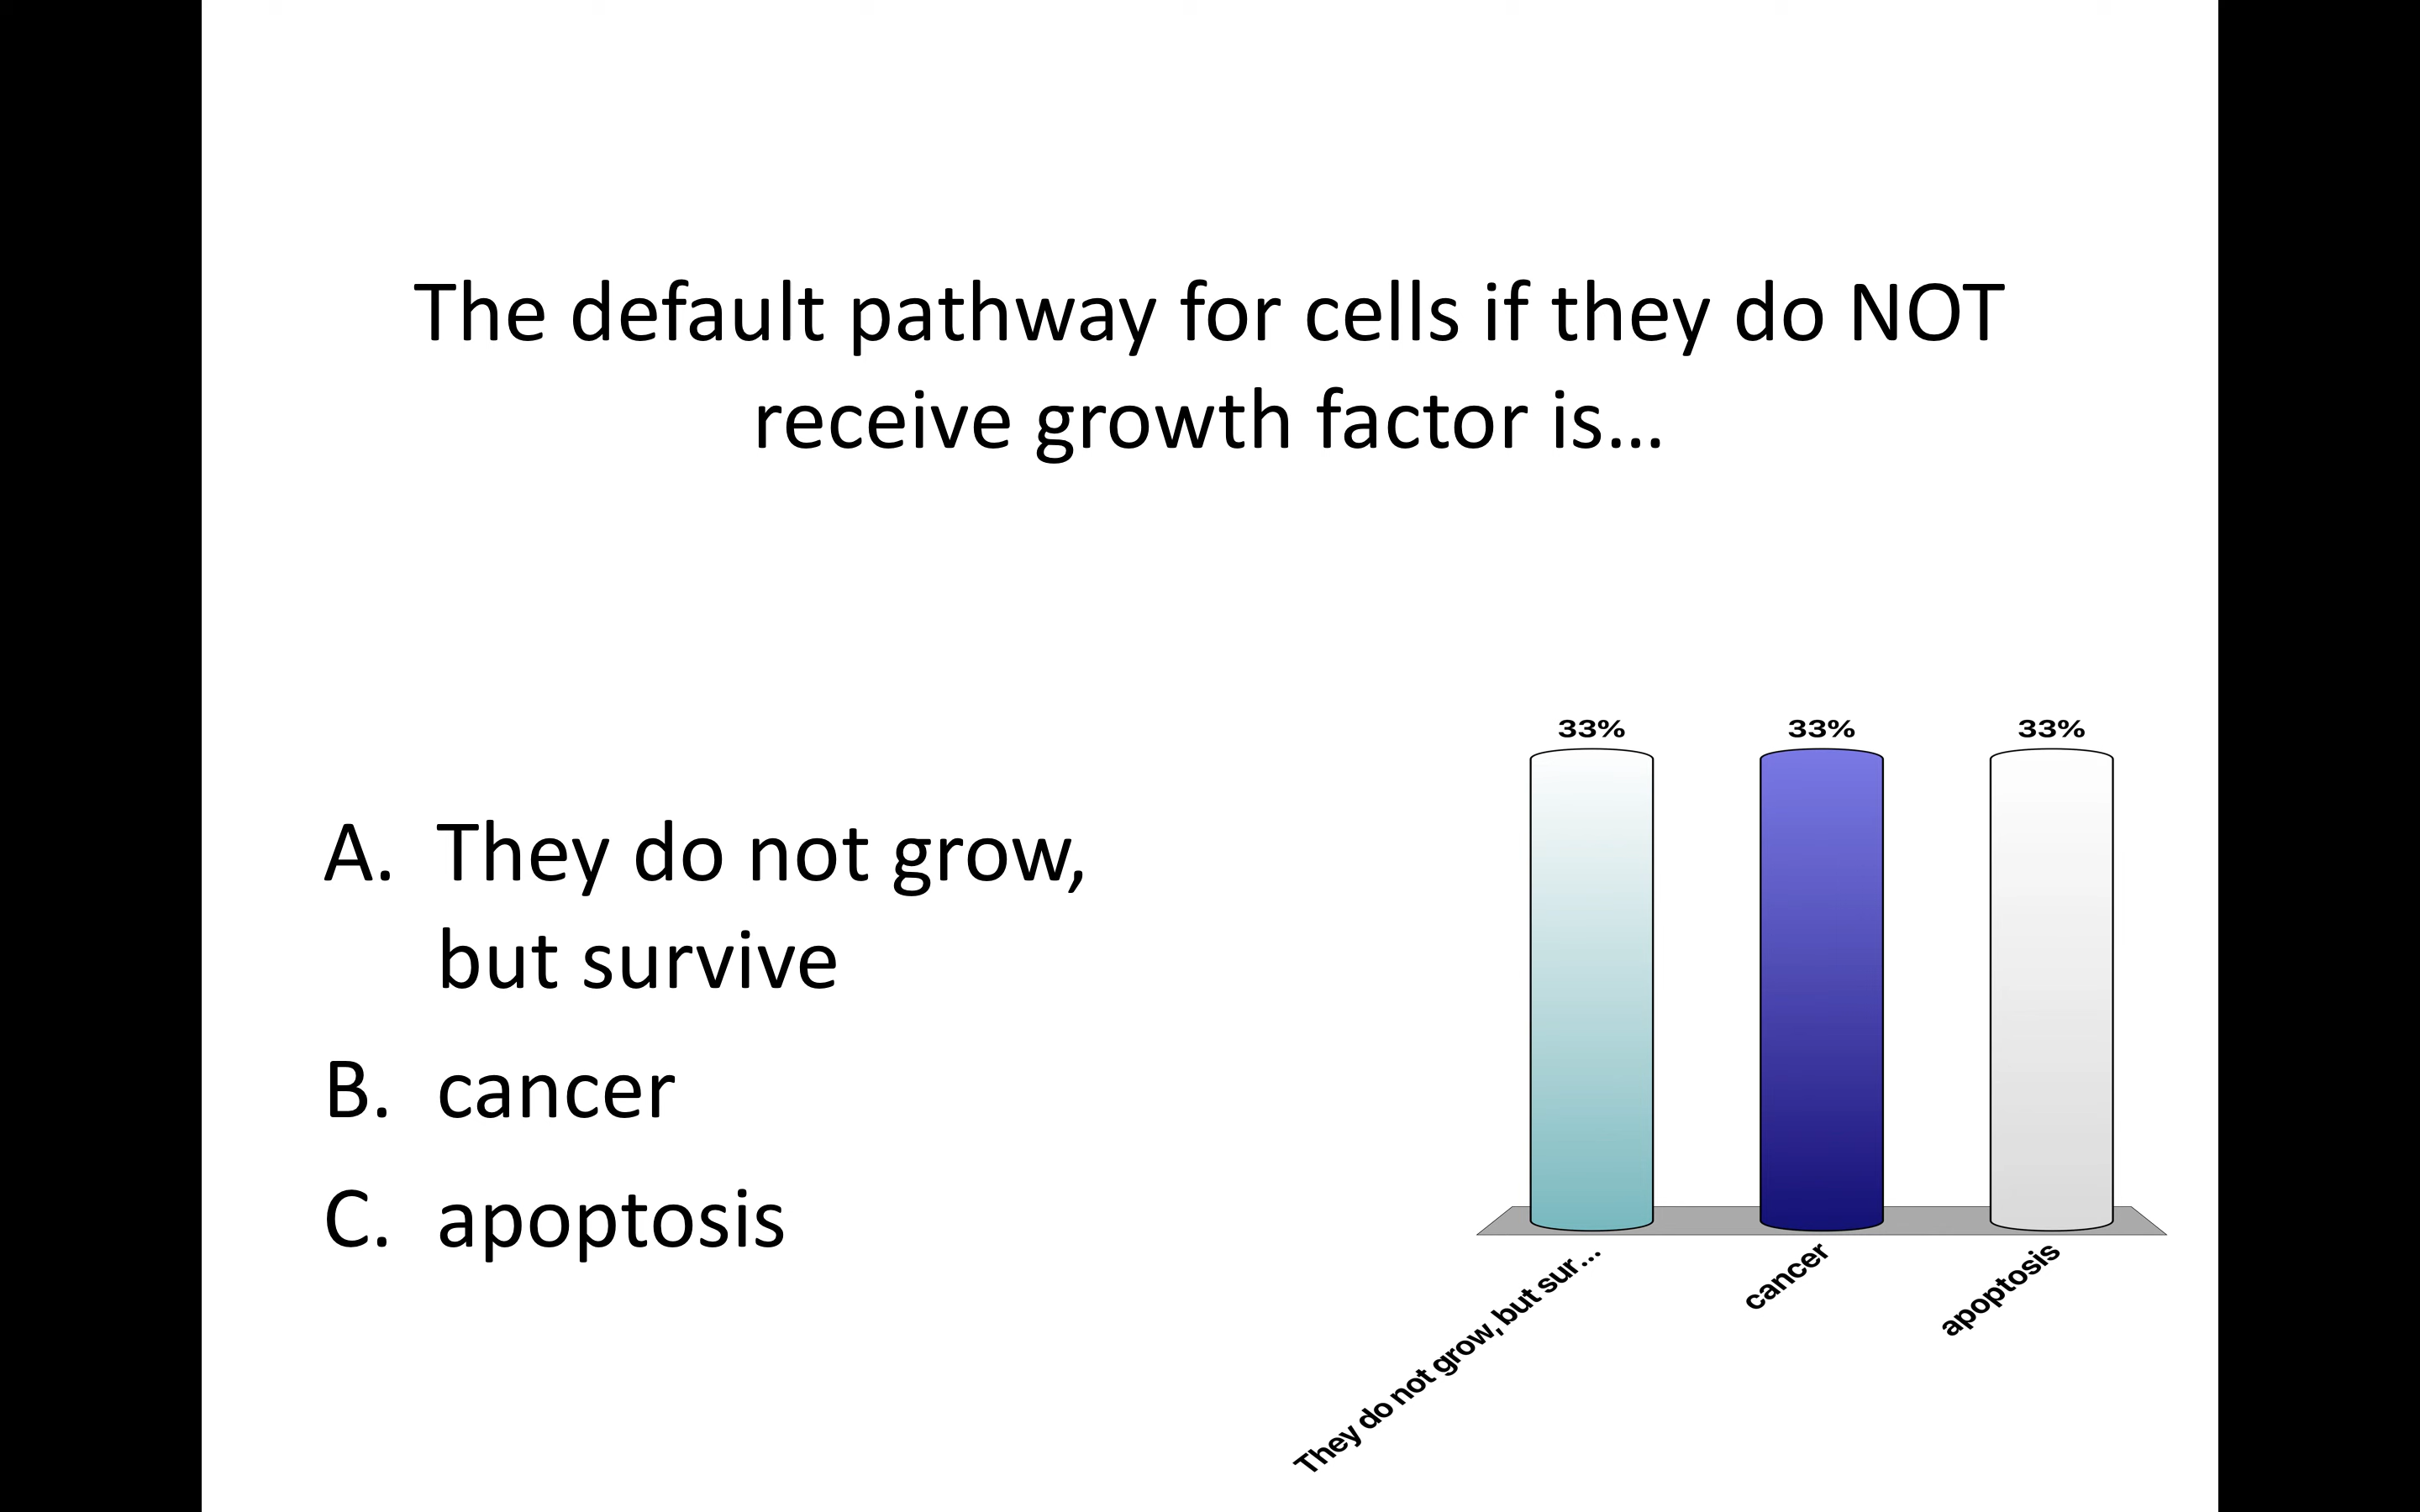 The default pathway for cells if they do NOT
receive growth factor is...
A. They do not grow,
but survive
B. cancer
C. apoptosis
33%
33%
33%
They do not grow, but sur...
cancer
apoptosis